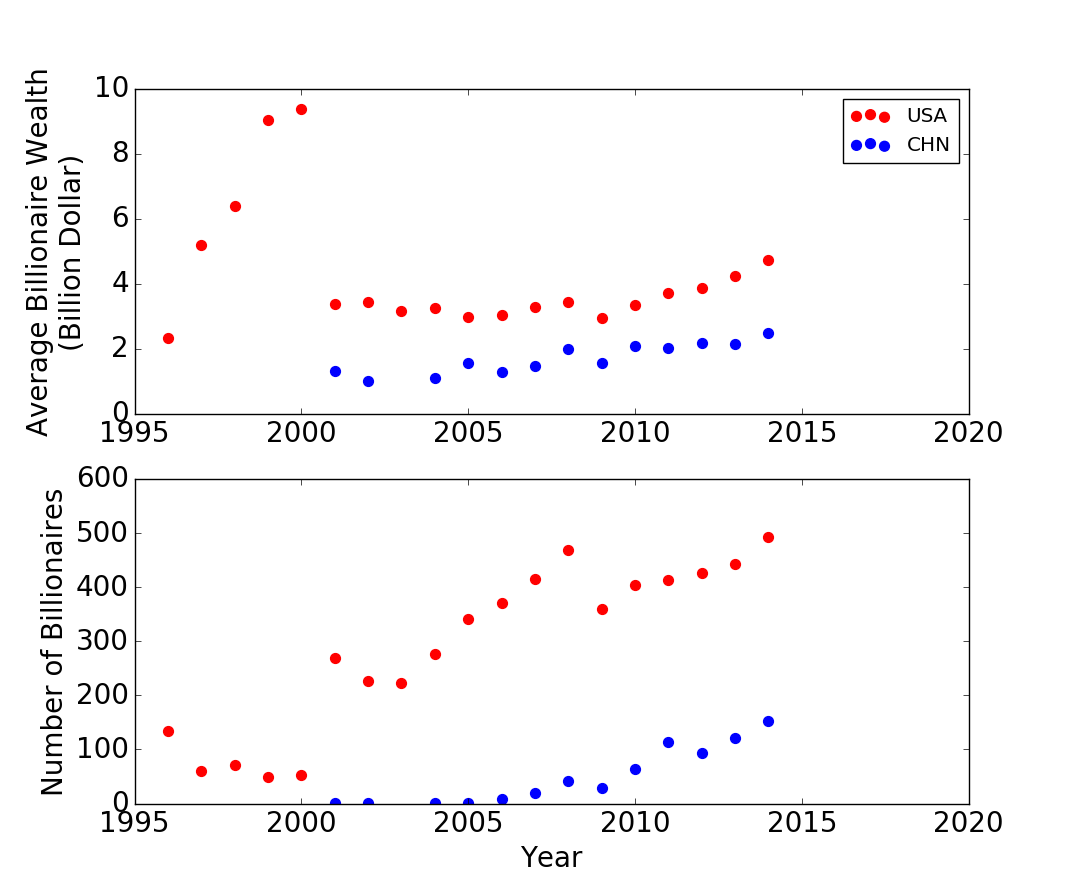 Average Billionaire Wealth
(Billion Dollar)
10
8
6
4
2
0
1995 2000 2005 2010 2015 2020
USA
CHN
Number of Billionaires
600
500
400
300
200
100
0
1995 2000 2005 2010 2015 2020
Year